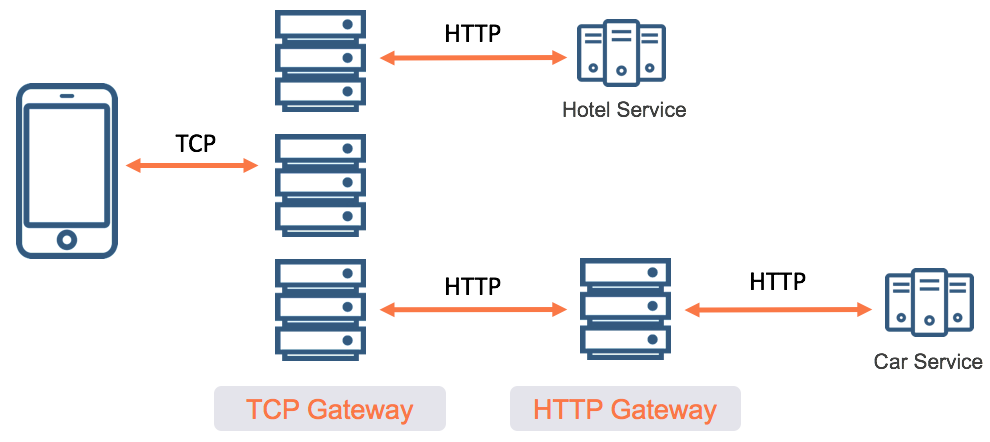 HTTP
Hotel Service
TCP
HTTP
HTTP
Car Service
TCP Gateway
HTTP Gateway